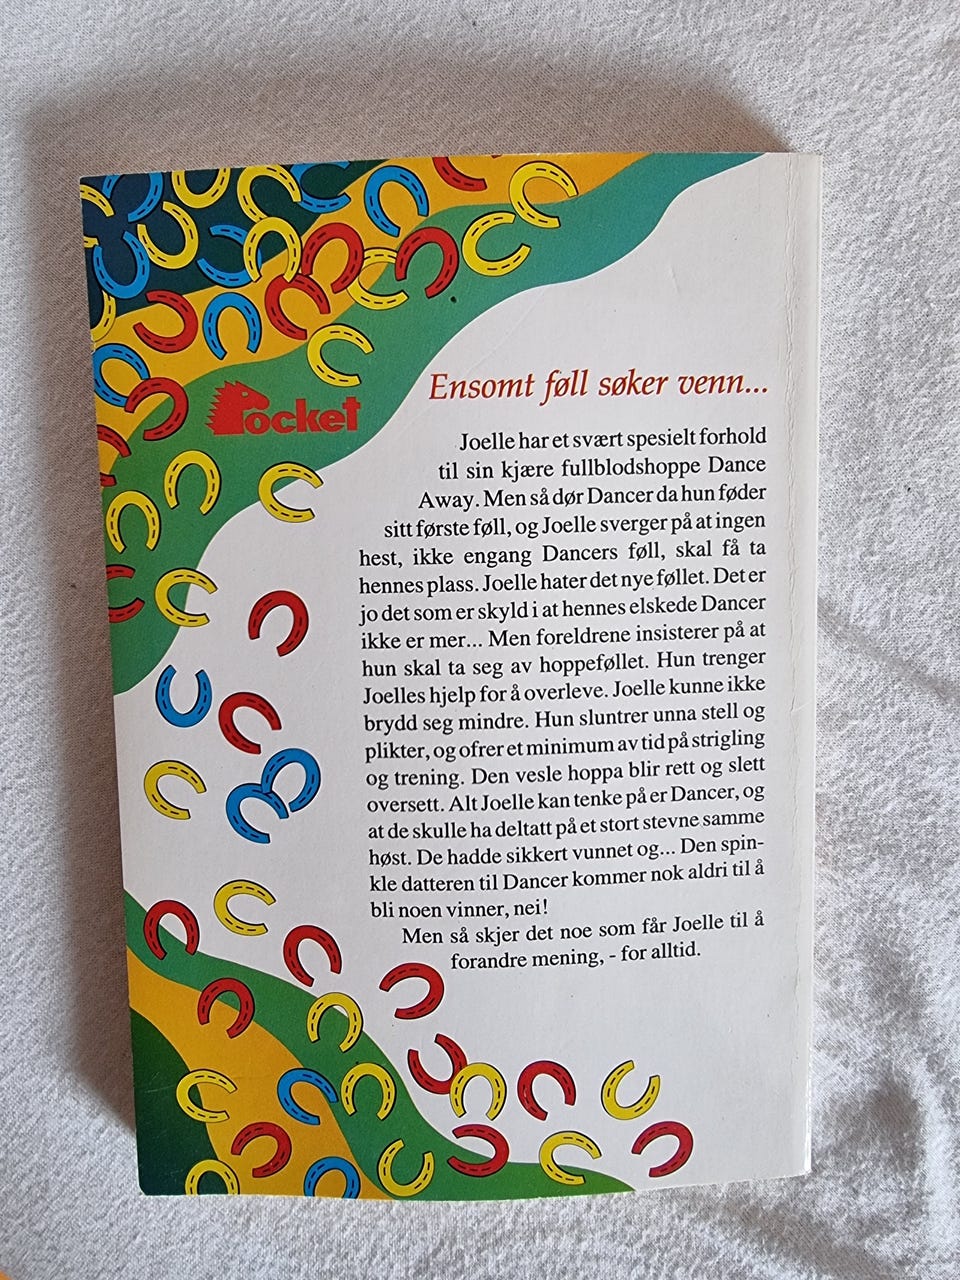 Pocket
Ensomt føll søker venn...
Joelle har et svært spesielt forhold
til sin kjære fullblodshoppe Dance
Away. Men så dør Dancer da hun føder
sitt første føll, og Joelle sverger på at ingen
hest, ikke engang Dancers føll, skal få ta
hennes plass. Joelle hater det nye føllet. Det er
jo det som er skyld i at hennes elskede Dancer
ikke er mer... Men foreldrene insisterer på at
hun skal ta seg av hoppeføllet. Hun trenger
Joelles hjelp for å overleve. Joelle kunne ikke
brydd seg mindre. Hun sluntrer unna stell og
plikter, og ofrer et minimum av tid på strigling
og trening. Den vesle hoppa blir rett og slett
oversett. Alt Joelle kan tenke på er Dancer, og
at de skulle ha deltatt på et stort stevne samme
høst. De hadde sikkert vunnet og... Den spin-
kle datteren til Dancer kommer nok aldri til å
bli noen vinner, nei!
Men så skjer det noe som får Joelle til å
forandre mening, - for alltid.